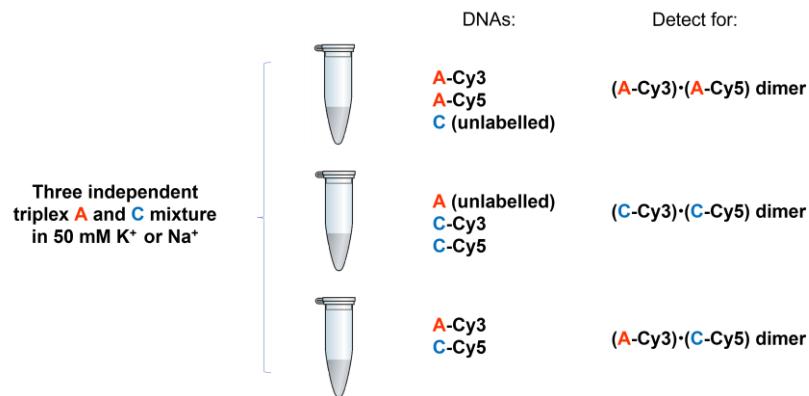 DNAs:
Detect for:
A-Cy3
A-Cy5
C (unlabelled)
(A-Cy3)•(A-Cy5) dimer
Three independent
triplex A and C mixture
in 50 mM K⁺ or Na⁺
A (unlabelled)
C-Cy3
C-Cy5
(C-Cy3)•(C-Cy5) dimer
A-Cy3
C-Cy5
(A-Cy3)•(C-Cy5) dimer